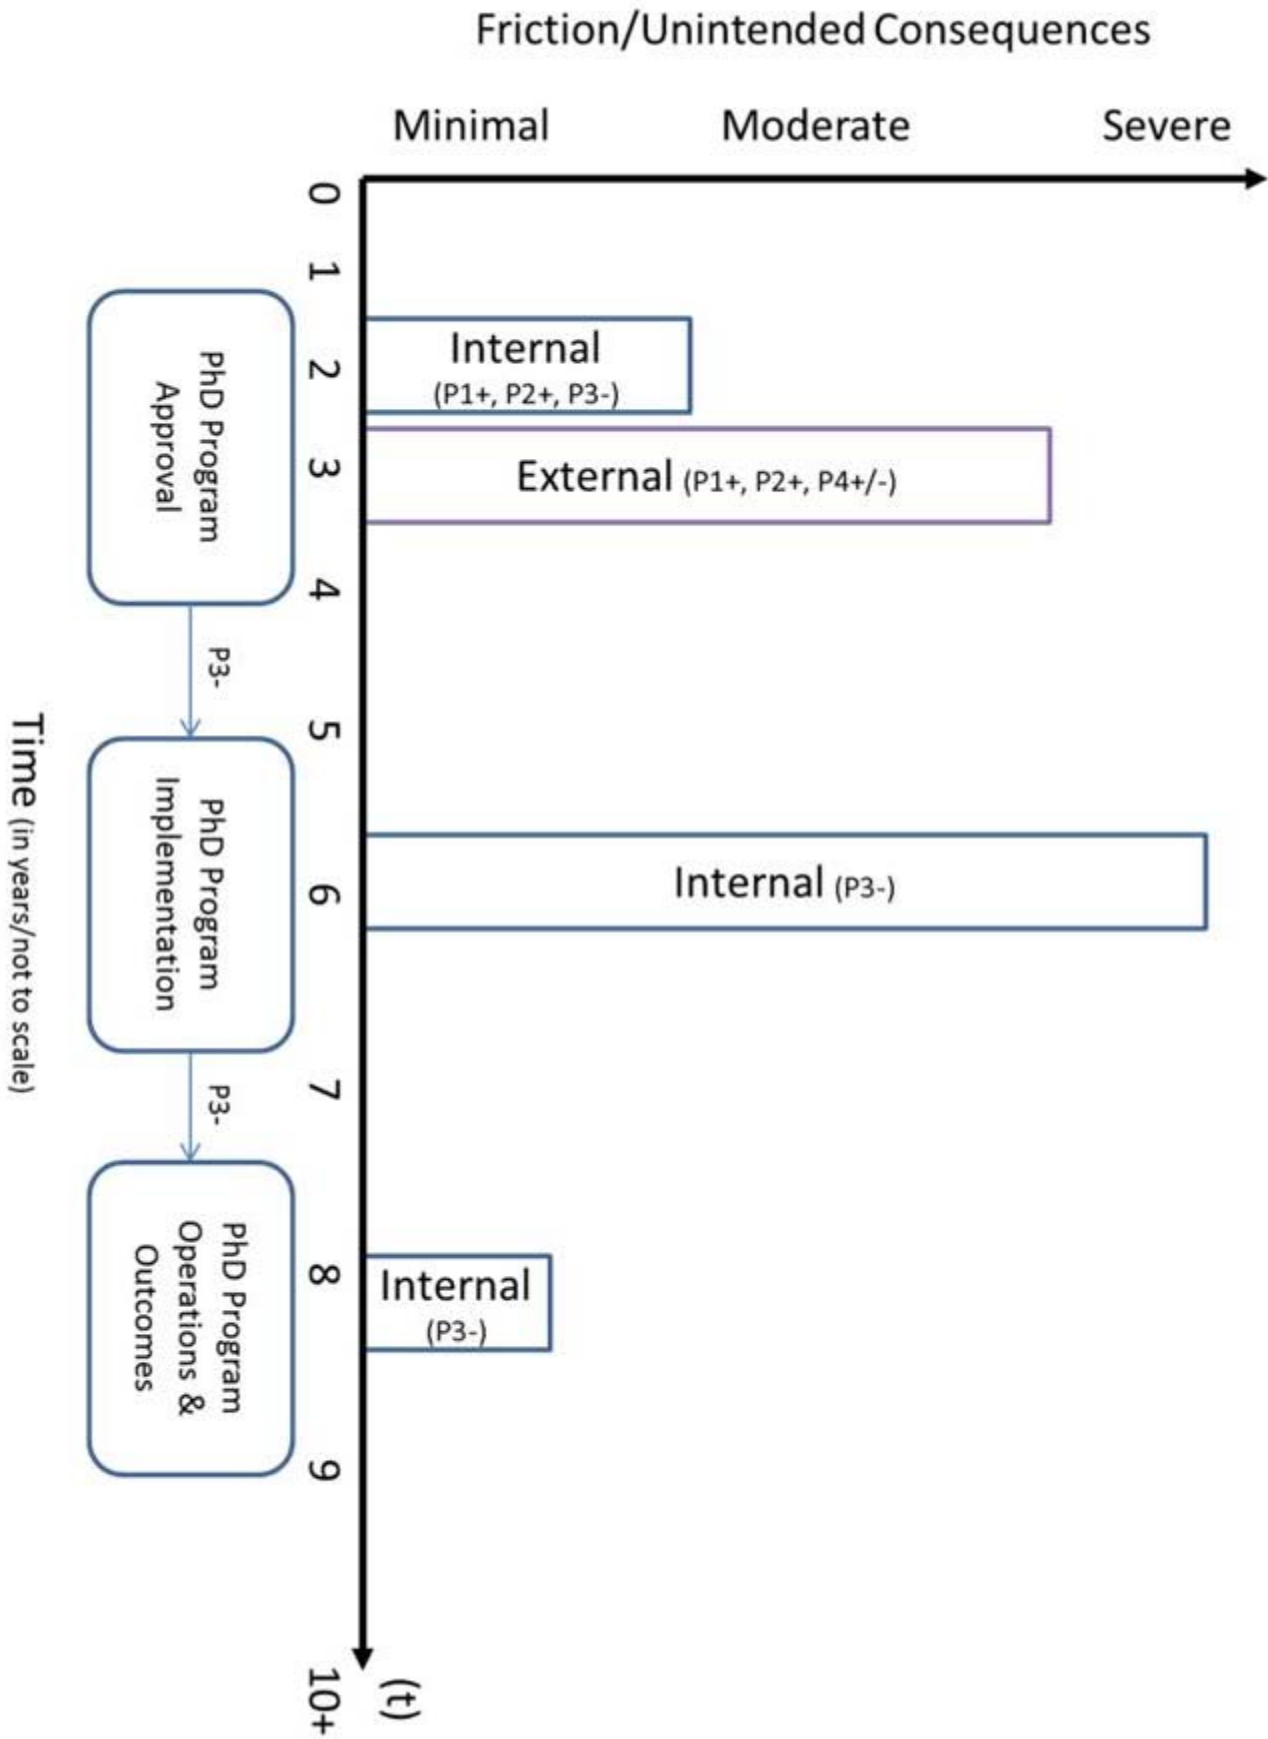 Friction/Unintended Consequences
Minimal
Moderate
Severe
0
1
2
3
4
5
6
7
8
9
10+
(t)
Internal
(P1+, P2+, P3-)
External (P1+, P2+, P4+/-)
Internal (P3-)
Internal
(P3-)
PhD Program
Approval
P3-
PhD Program
Implementation
P3-
PhD Program
Operations &
Outcomes
Time (in years/not to scale)